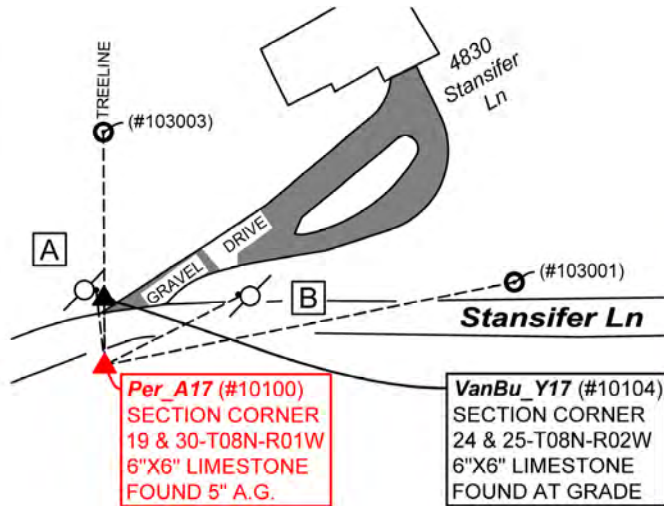 4830
Stansifer
Ln
TREELINE
(#103003)
A
GRAVEL
DRIVE
B
(#103001)
Stansifer Ln
Per_A17 (#10100)
SECTION CORNER
19 & 30-T08N-R01W
6"X6" LIMESTONE
FOUND 5" A.G.
VanBu_Y17 (#10104)
SECTION CORNER
24 & 25-T08N-R02W
6"X6" LIMESTONE
FOUND AT GRADE